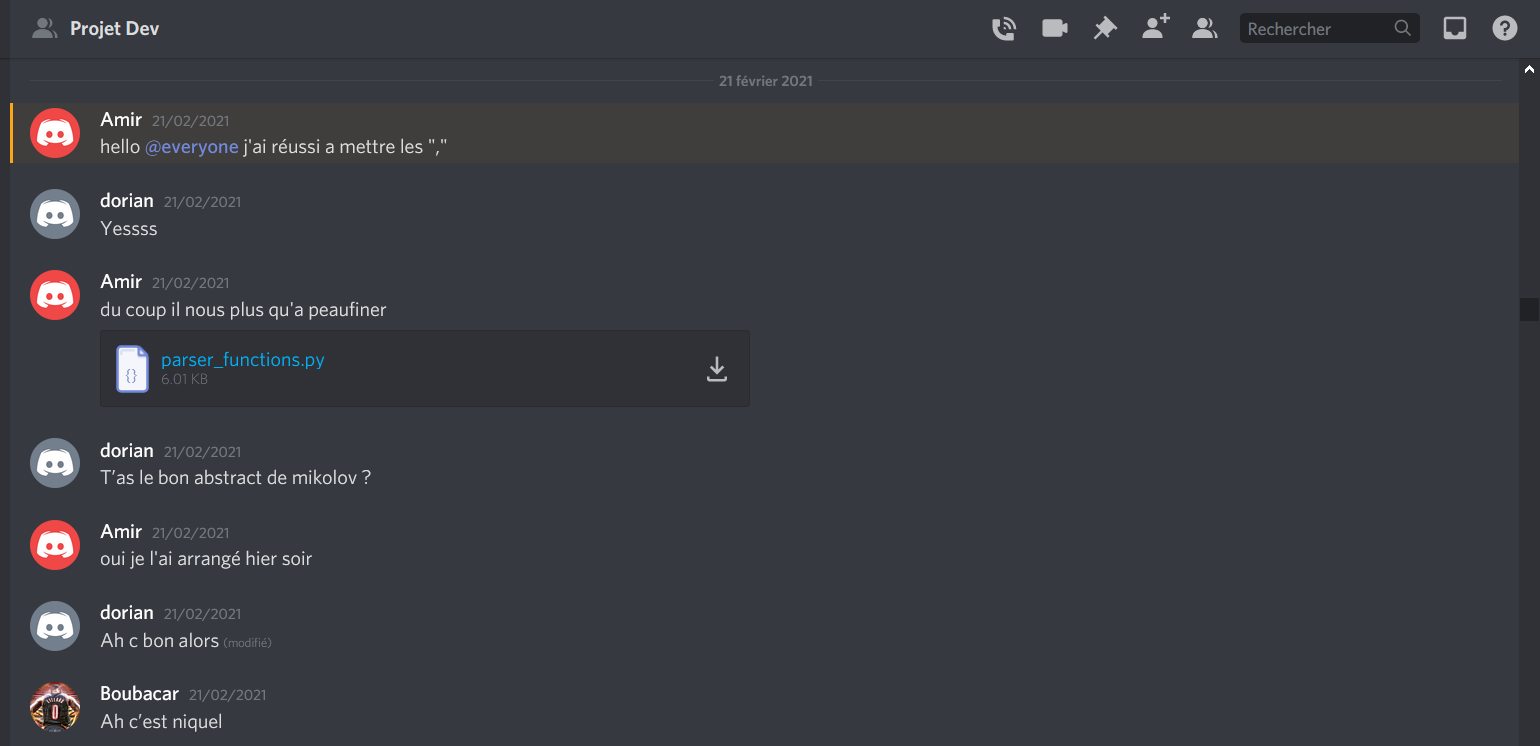 Projet Dev
Rechercher
21 février 2021
Amir 21/02/2021
hello @everyone j'ai réussi a mettre les ","
dorian 21/02/2021
Yessss
Amir 21/02/2021
du coup il nous plus qu'a peaufiner
{}
parser_functions.py
6.01 KB
dorian 21/02/2021
T’as le bon abstract de mikolov ?
Amir 21/02/2021
oui je l'ai arrangé hier soir
dorian 21/02/2021
Ah c bon alors (modifié)
Boubacar 21/02/2021
Ah c’est niquel